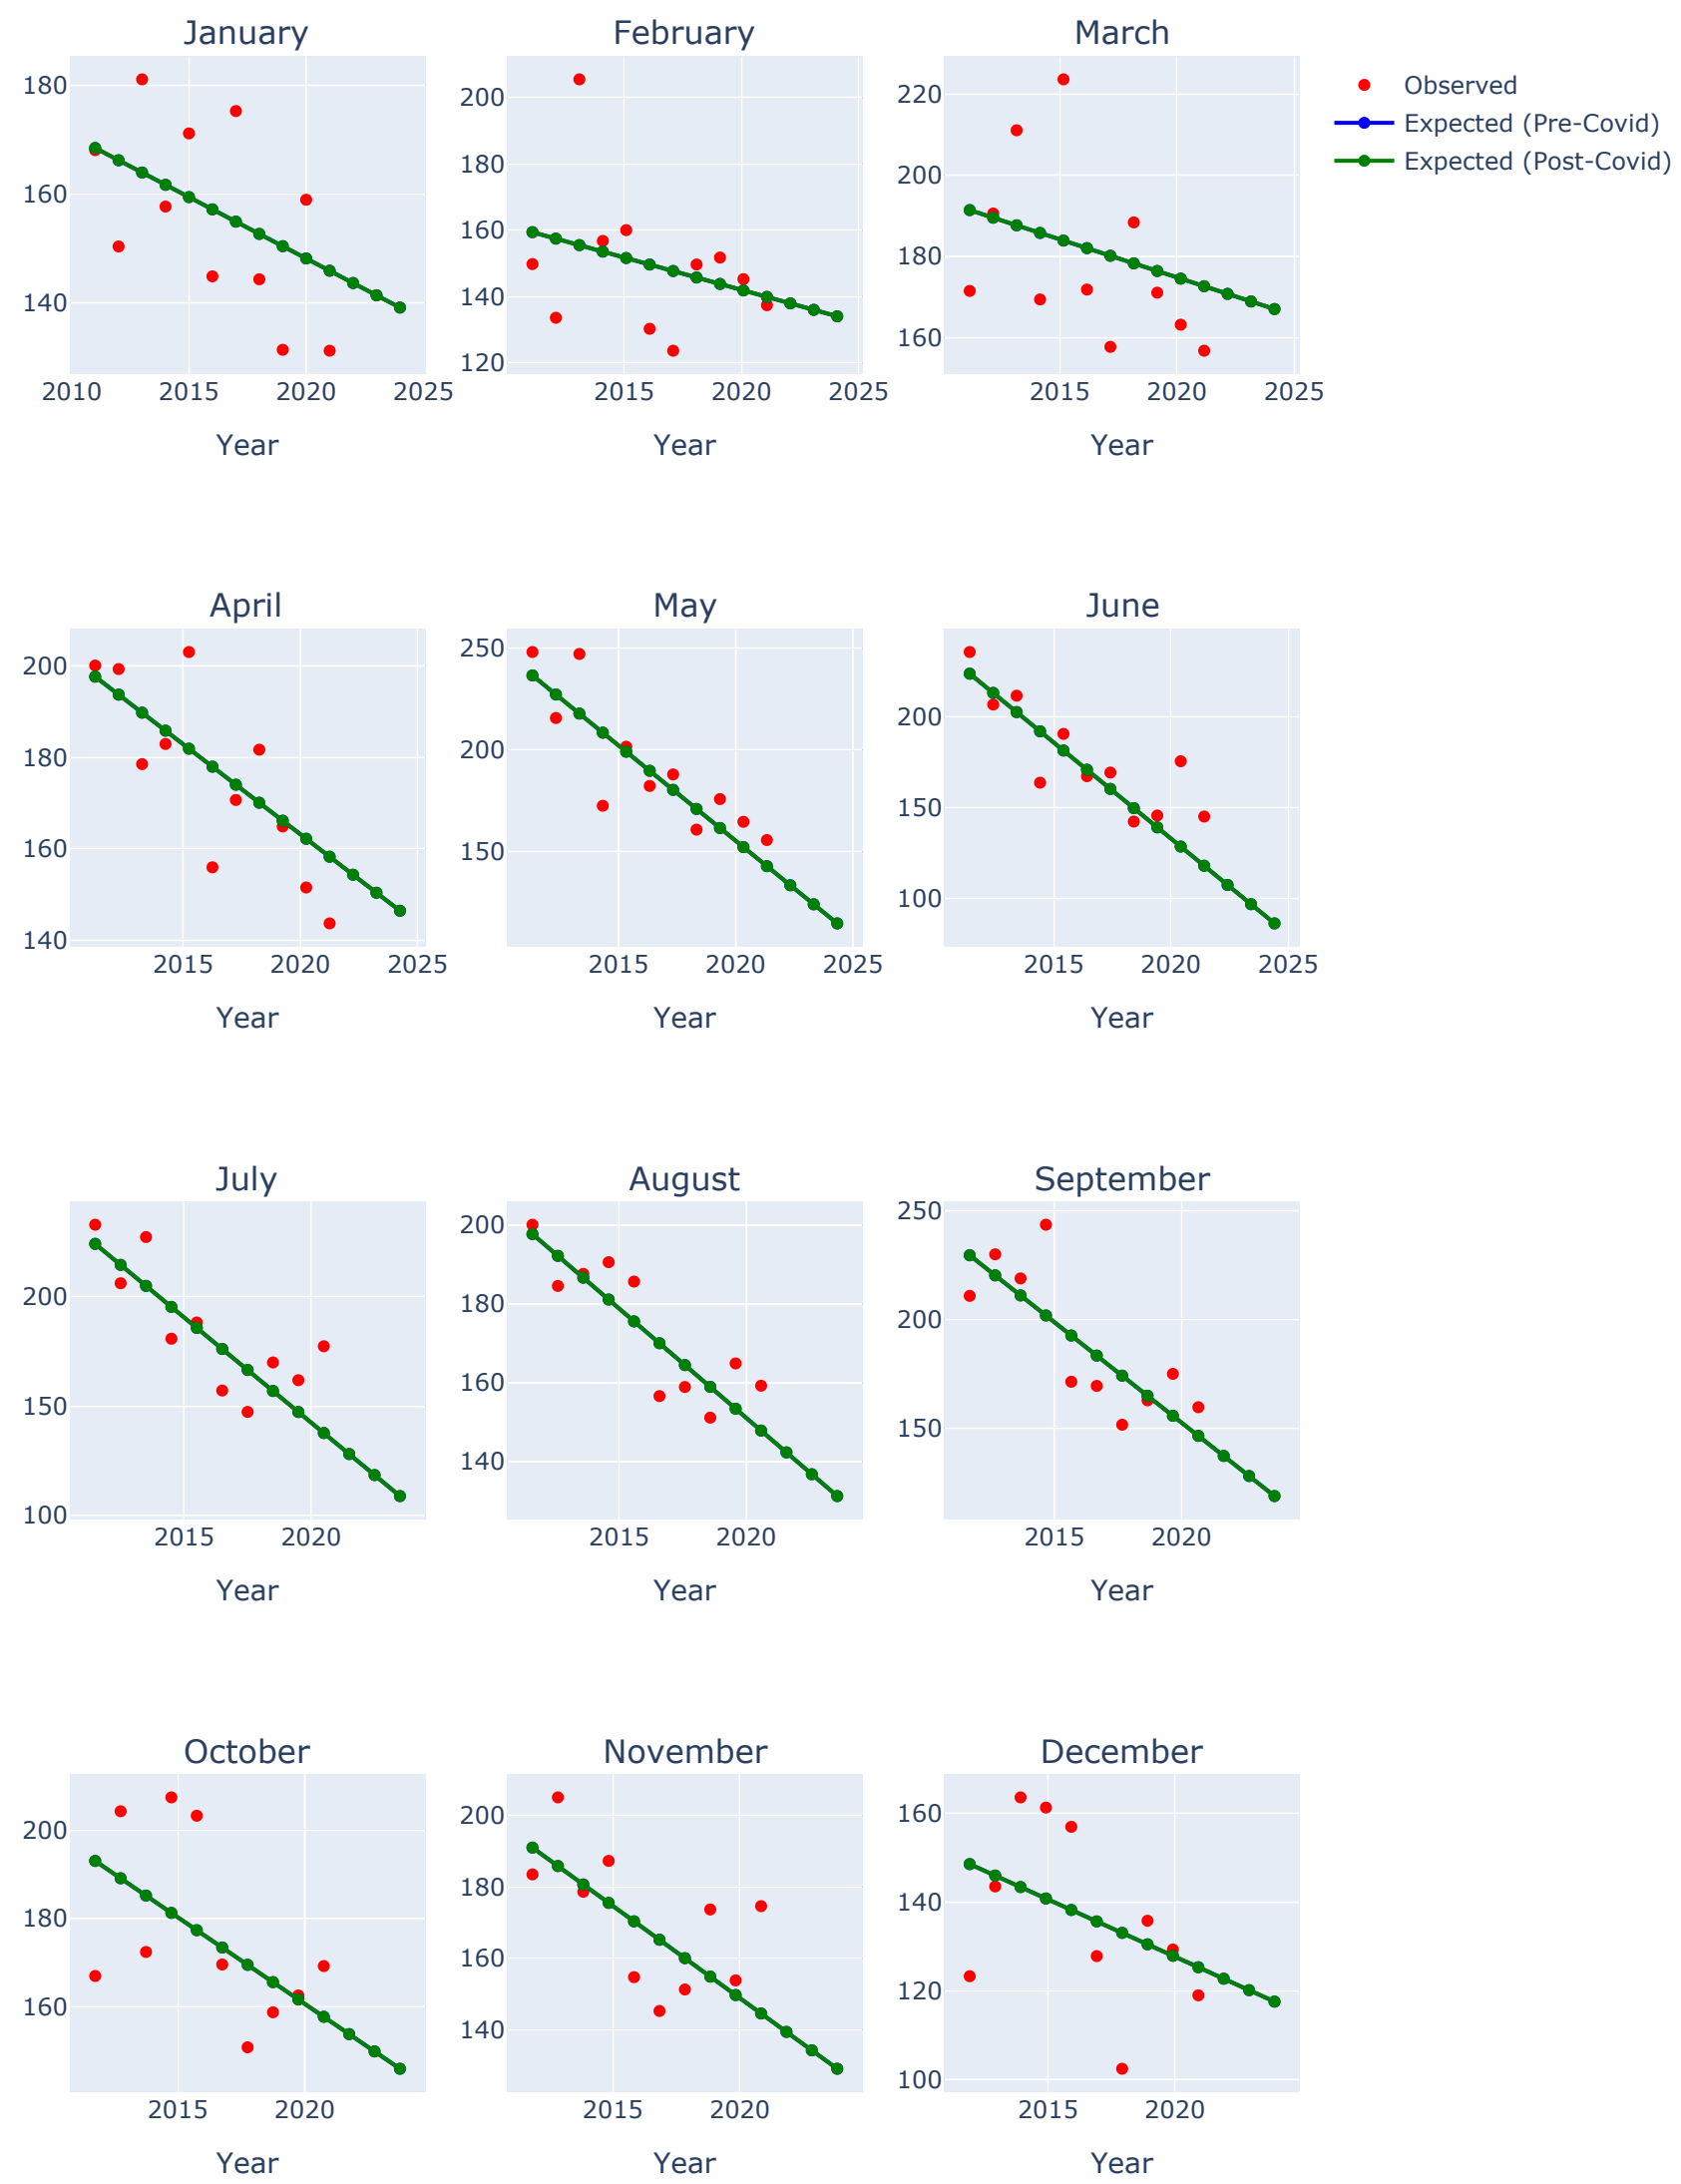 January February March
180
160
140
2010 2015 2020 2025
Year
200
180
160
140
120
2015 2020 2025
Year
220
200
180
160
2015 2020 2025
Year
Observed
Expected (Pre-Covid)
Expected (Post-Covid)
April May June
200
180
160
140
2015 2020 2025
Year
250
200
150
2015 2020 2025
Year
200
150
100
2015 2020 2025
Year
July August September
200
150
100
2015 2020
Year
200
180
160
140
2015 2020
Year
250
200
150
2015 2020
Year
October November December
200
180
160
2015 2020
Year
200
180
160
140
2015 2020
Year
160
140
120
100
2015 2020
Year